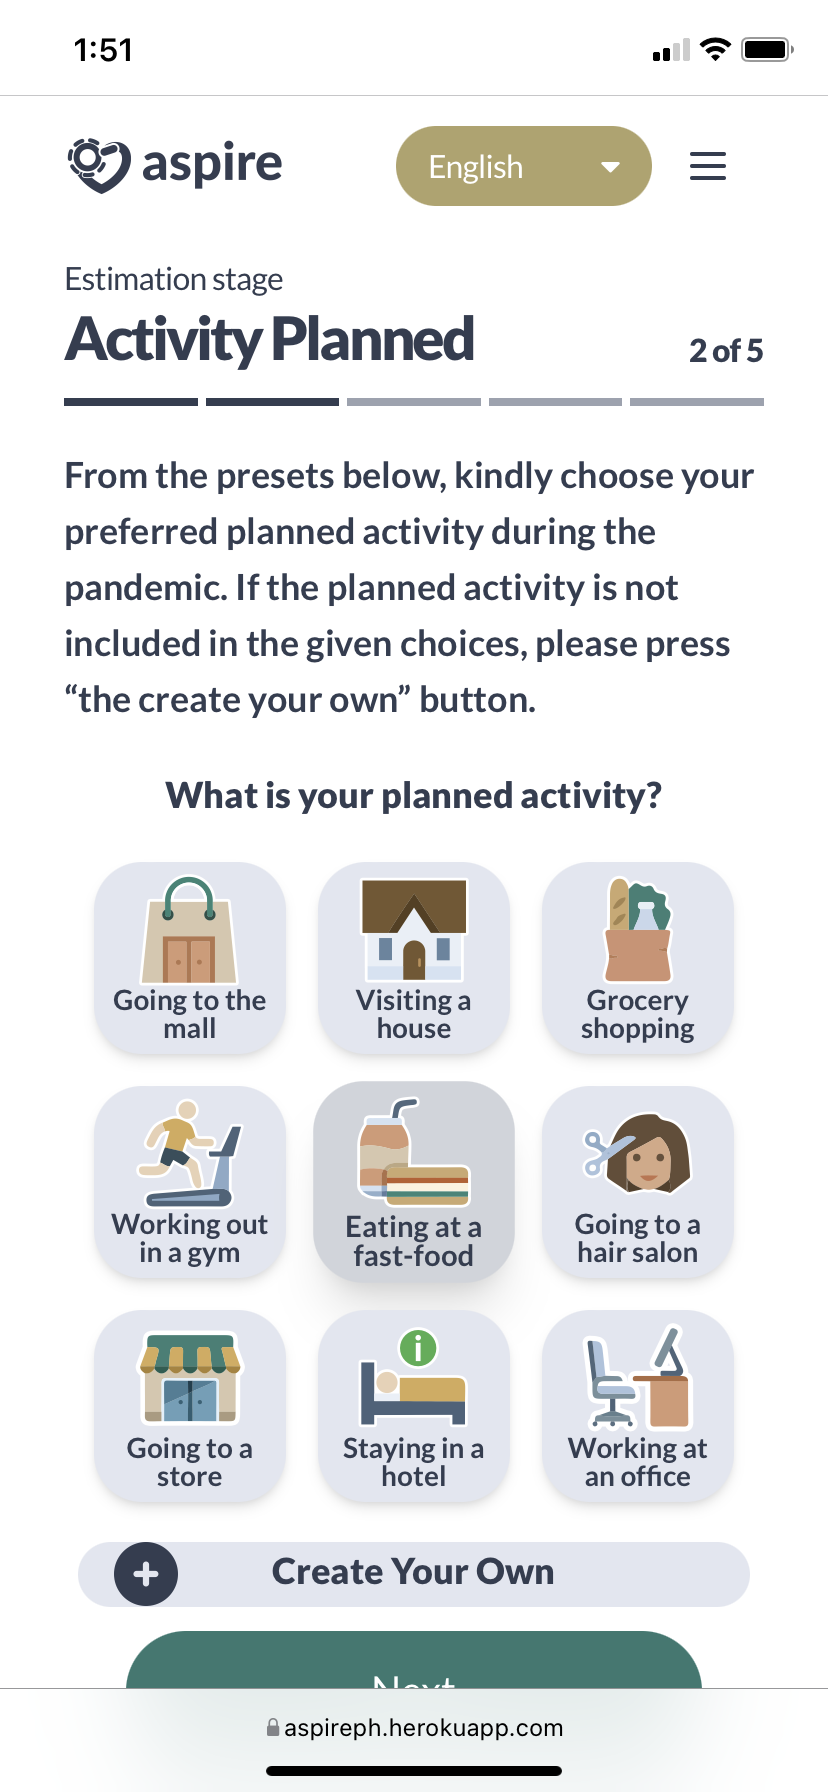 1:51
aspire
English
Estimation stage
Activity Planned
2 of 5
From the presets below, kindly choose your
preferred planned activity during the
pandemic. If the planned activity is not
included in the given choices, please press
“the create your own” button.
What is your planned activity?
Going to the
mall
Visiting a
house
Grocery
shopping
Working out
in a gym
Eating at a
fast-food
Going to a
hair salon
Going to a
store
i
Staying in a
hotel
Working at
an office
+
Create Your Own
Next
aspireph.herokuapp.com